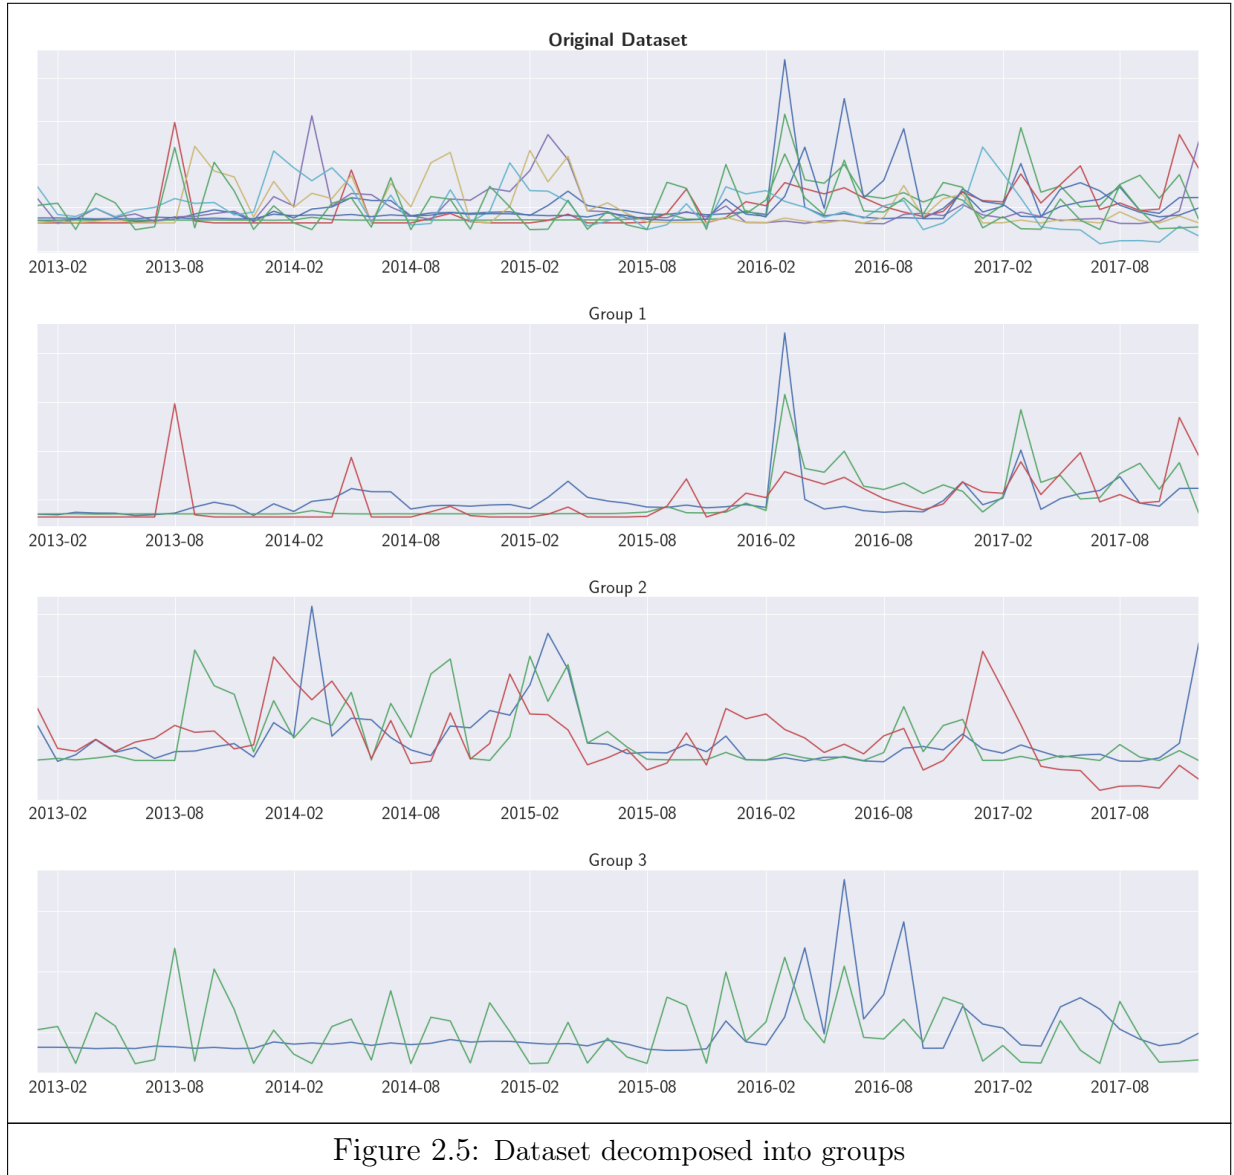 Original Dataset
2013-02 2013-08 2014-02 2014-08 2015-02 2015-08 2016-02 2016-08 2017-02 2017-08
Group 1
2013-02 2013-08 2014-02 2014-08 2015-02 2015-08 2016-02 2016-08 2017-02 2017-08
Group 2
2013-02 2013-08 2014-02 2014-08 2015-02 2015-08 2016-02 2016-08 2017-02 2017-08
Group 3
2013-02 2013-08 2014-02 2014-08 2015-02 2015-08 2016-02 2016-08 2017-02 2017-08
Figure 2.5: Dataset decomposed into groups